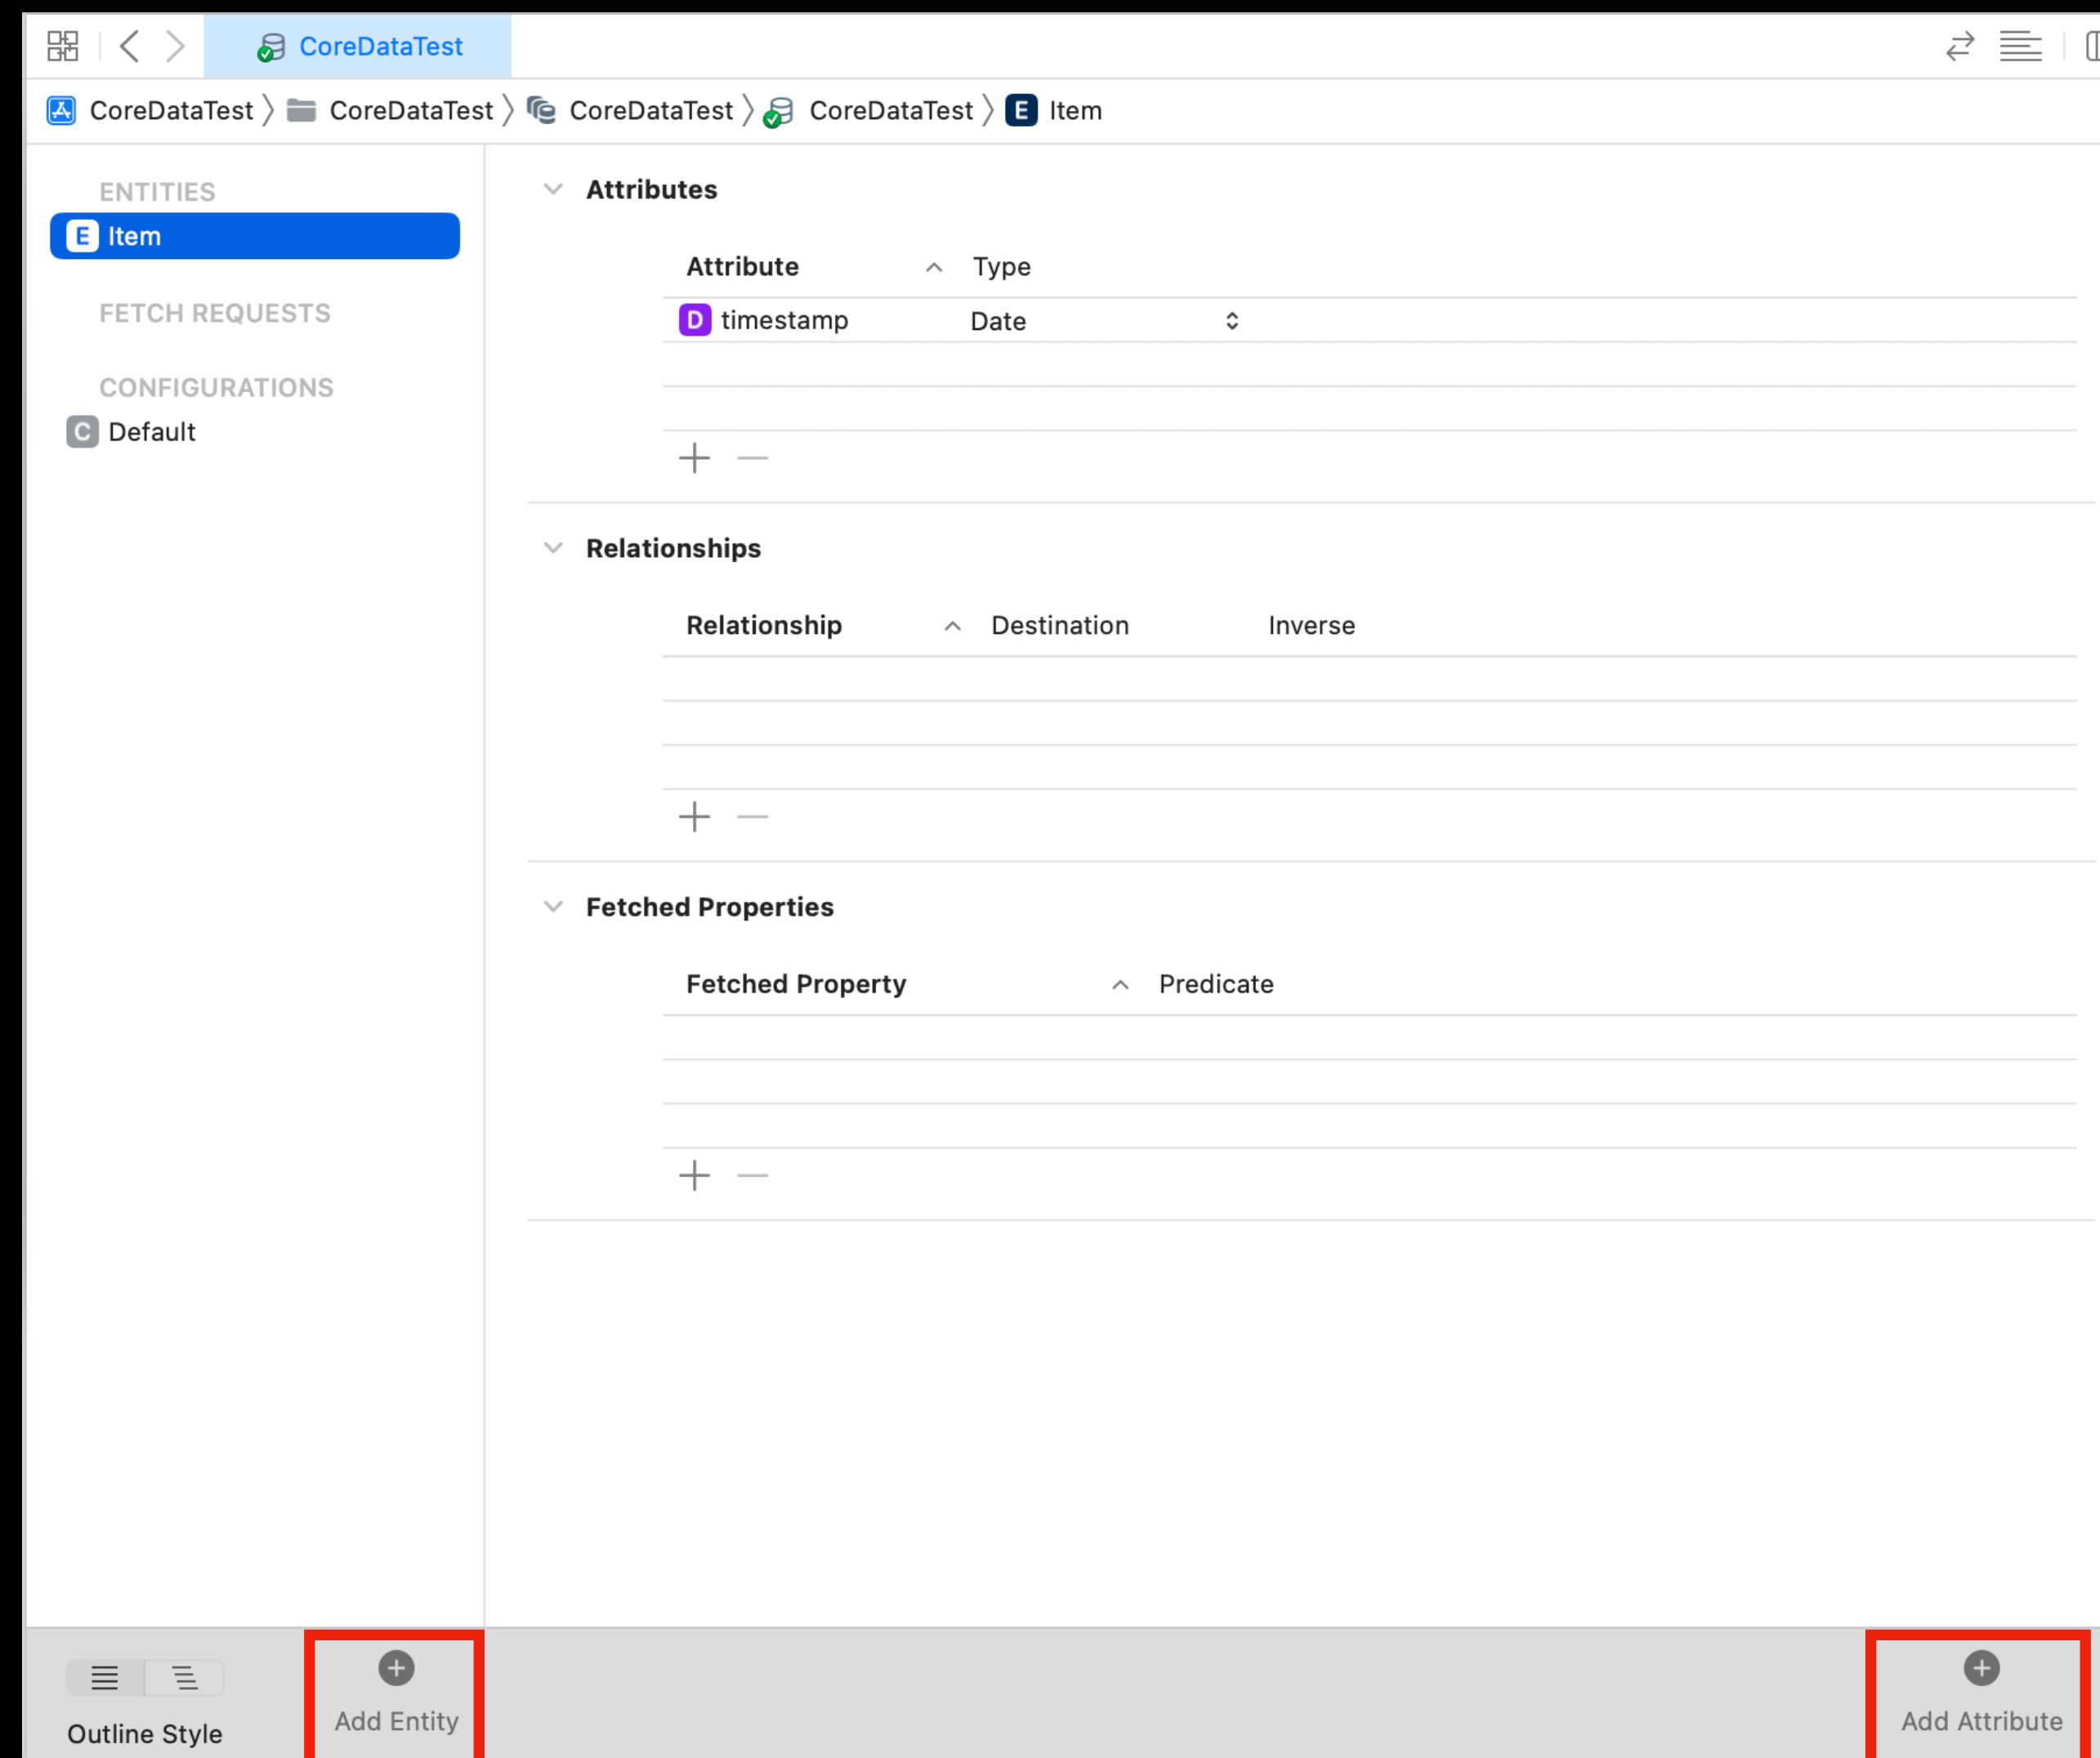 CoreDataTest
CoreDataTest CoreDataTest CoreDataTest CoreDataTest E Item
ENTITIES
E Item
FETCH REQUESTS
CONFIGURATIONS
C Default
Attributes
Attribute Type
D timestamp Date
Relationships
Relationship Destination Inverse
Fetched Properties
Fetched Property Predicate
Outline Style
Add Entity
Add Attribute